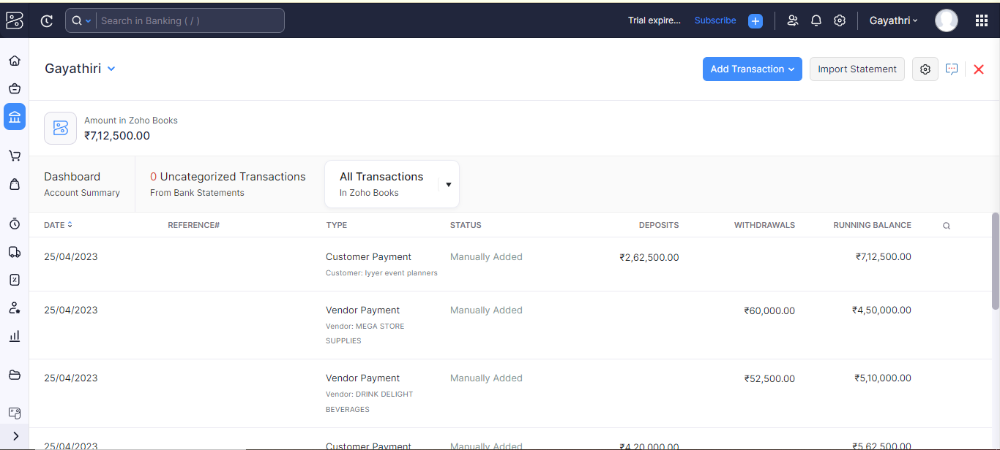 Search in Banking ( / )
Trial expire... Subscribe Gayathri
Gayathiri
Add Transaction Import Statement
Amount in Zoho Books
₹7,12,500.00
Dashboard
Account Summary
0 Uncategorized Transactions
From Bank Statements
All Transactions
In Zoho Books
DATE REFERENCE# TYPE STATUS DEPOSITS WITHDRAWALS RUNNING BALANCE
25/04/2023 Customer Payment Manually Added ₹2,62,500.00 ₹7,12,500.00
Customer: Iyyer event planners
25/04/2023 Vendor Payment Manually Added ₹60,000.00 ₹4,50,000.00
Vendor: MEGA STORE
SUPPLIES
25/04/2023 Vendor Payment Manually Added ₹52,500.00 ₹5,10,000.00
Vendor: DRINK DELIGHT
BEVERAGES
25/04/2023 Customer Payment Manually Added ₹4,20,000.00 ₹5,62,500.00